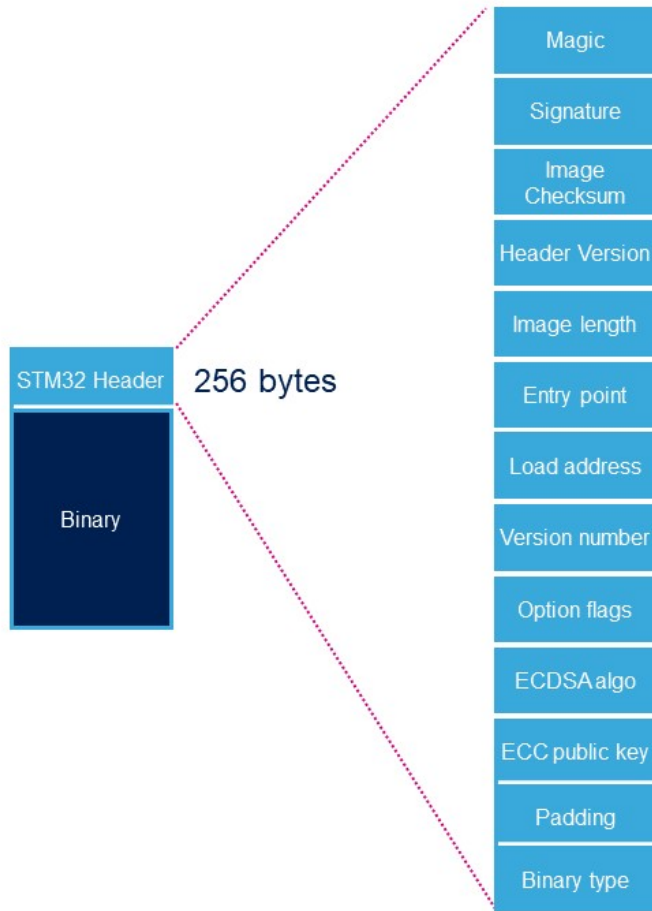 STM32 Header
256 bytes
Binary
Magic
Signature
Image
Checksum
Header Version
Image length
Entry point
Load address
Version number
Option flags
ECDSA algo
ECC public key
Padding
Binary type